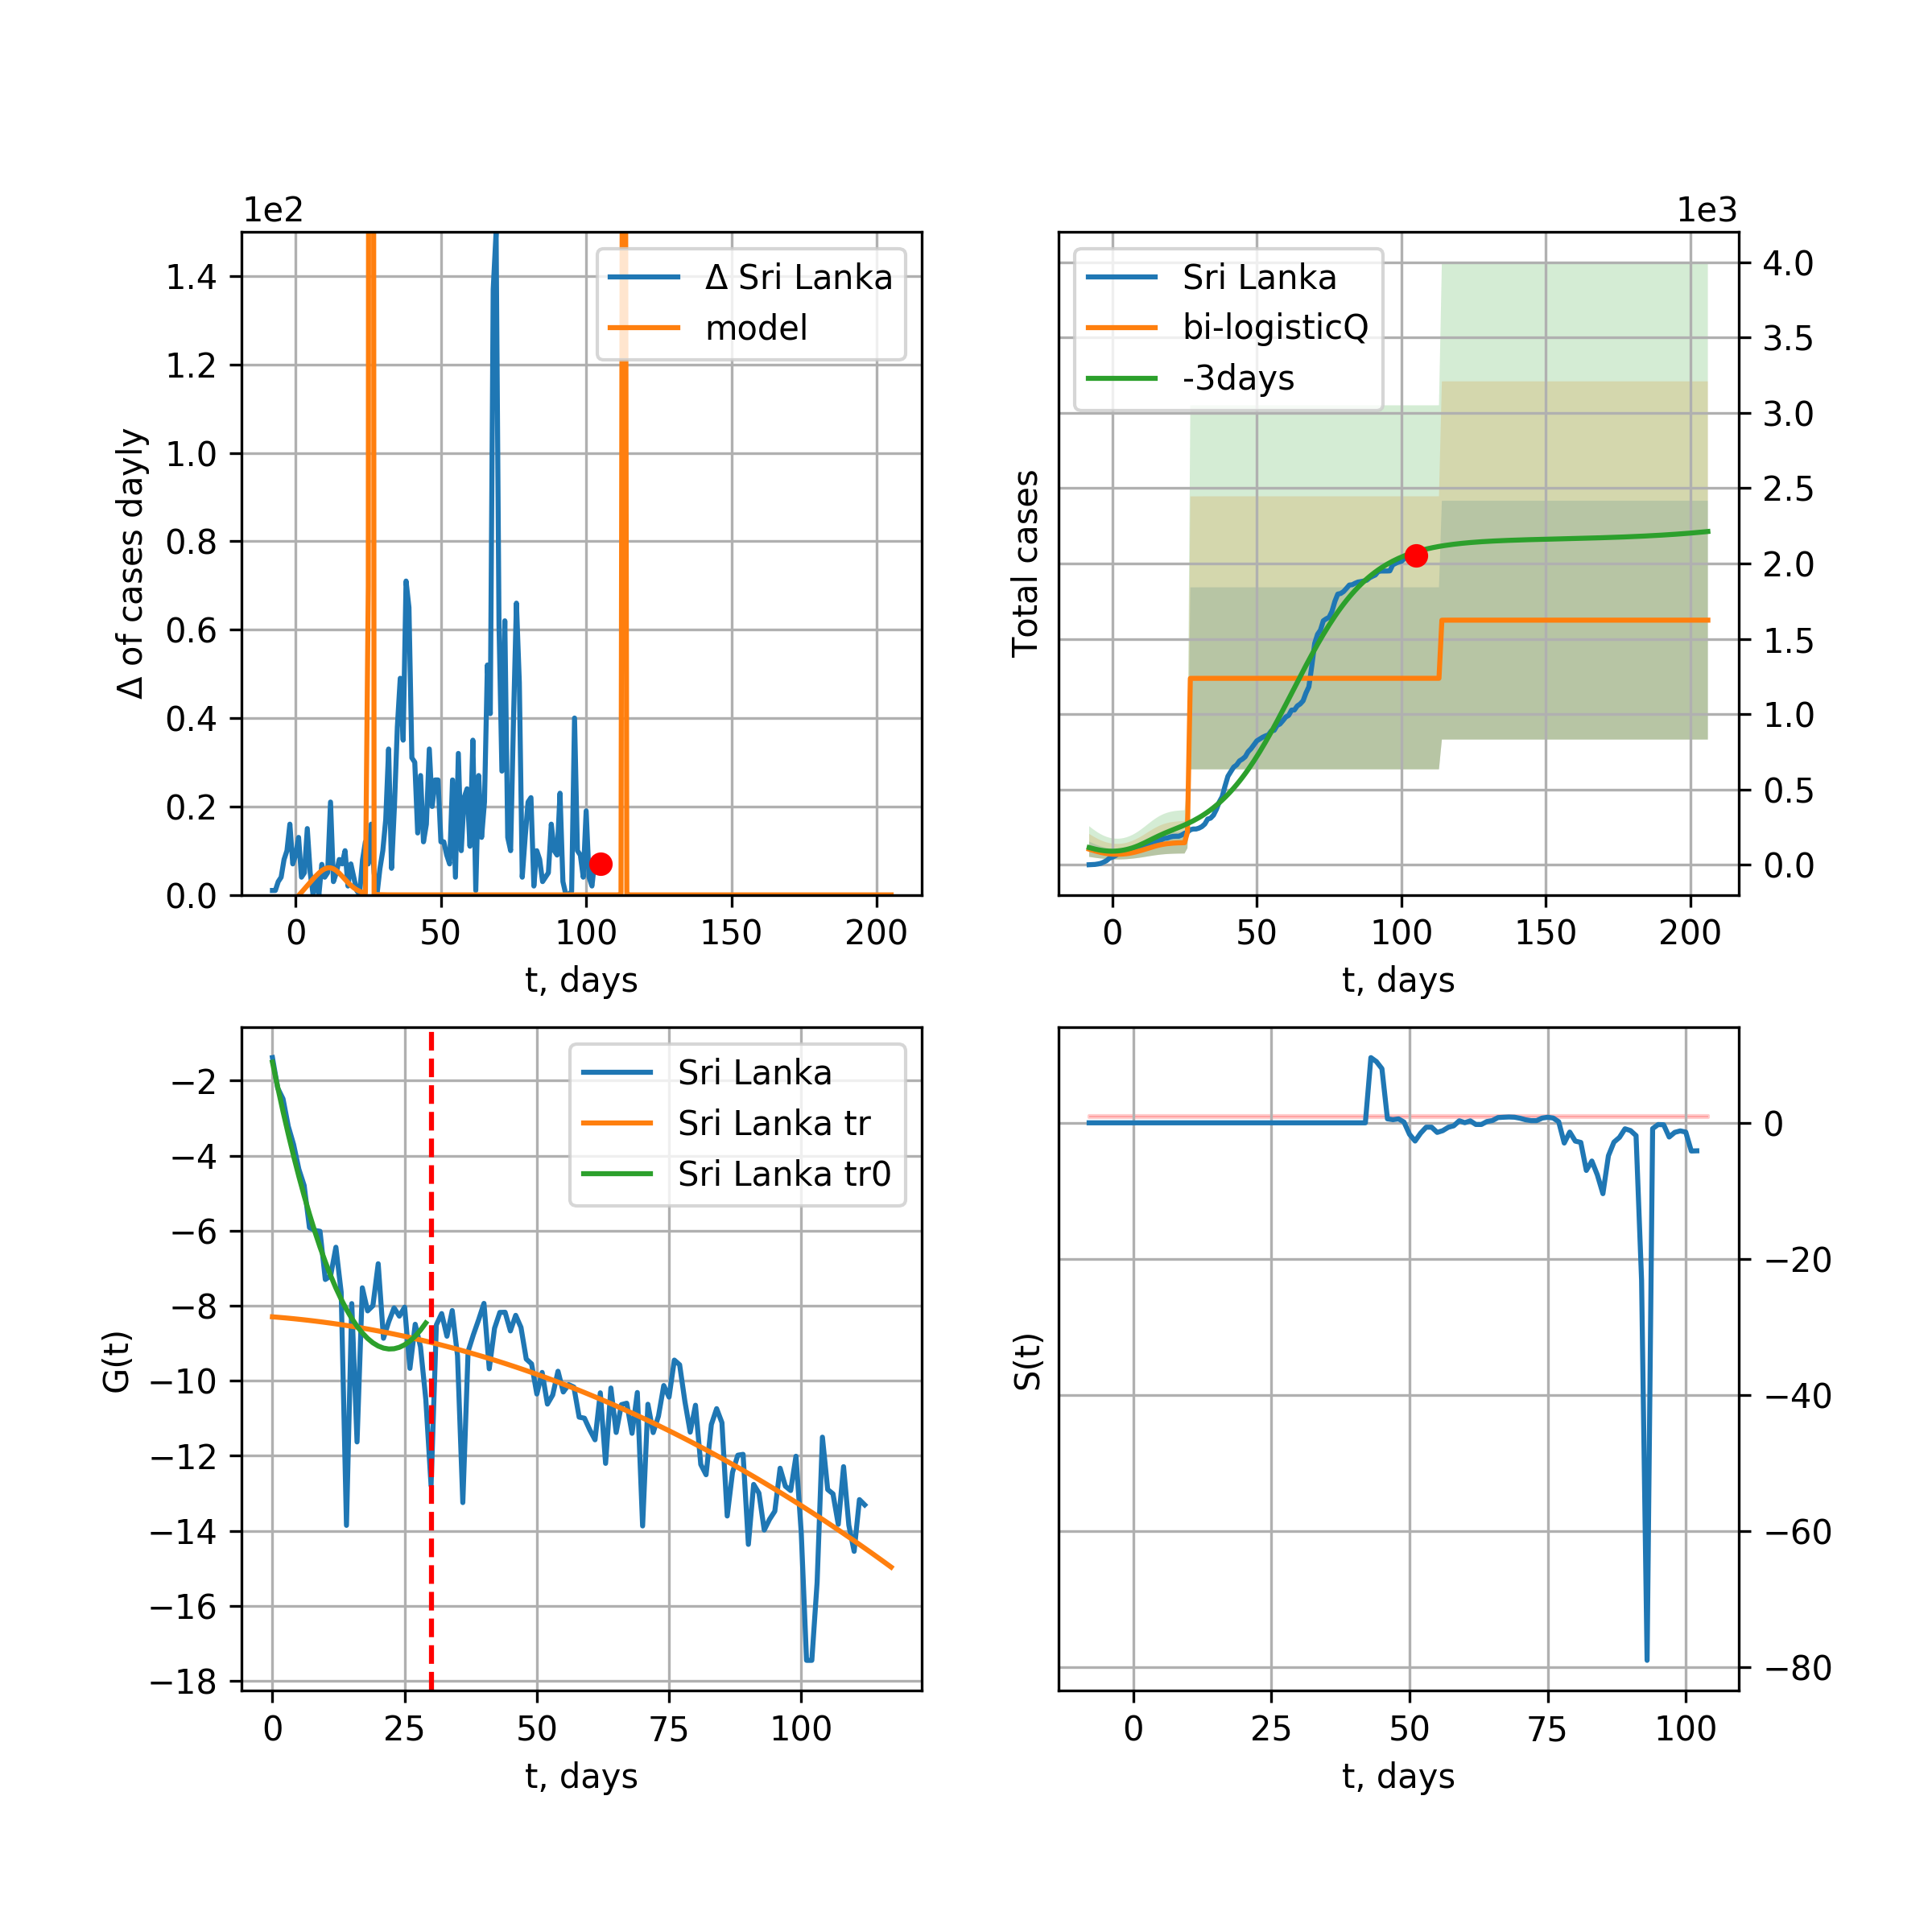 1e2
Δ Sri Lanka
model
1.4
1.2
1.0
0.8
0.6
0.4
0.2
0.0
Δ of cases dayly
0
50
100
150
200
t, days
1e3
Sri Lanka
bi-logisticQ
-3days
4.0
3.5
3.0
2.5
2.0
1.5
1.0
0.5
0.0
Total cases
0
50
100
150
200
t, days
Sri Lanka
Sri Lanka tr
Sri Lanka tr0
−2
−4
−6
−8
−10
−12
−14
−16
−18
G(t)
0
25
50
75
100
t, days
0
−20
−40
−60
−80
S(t)
0
25
50
75
100
t, days